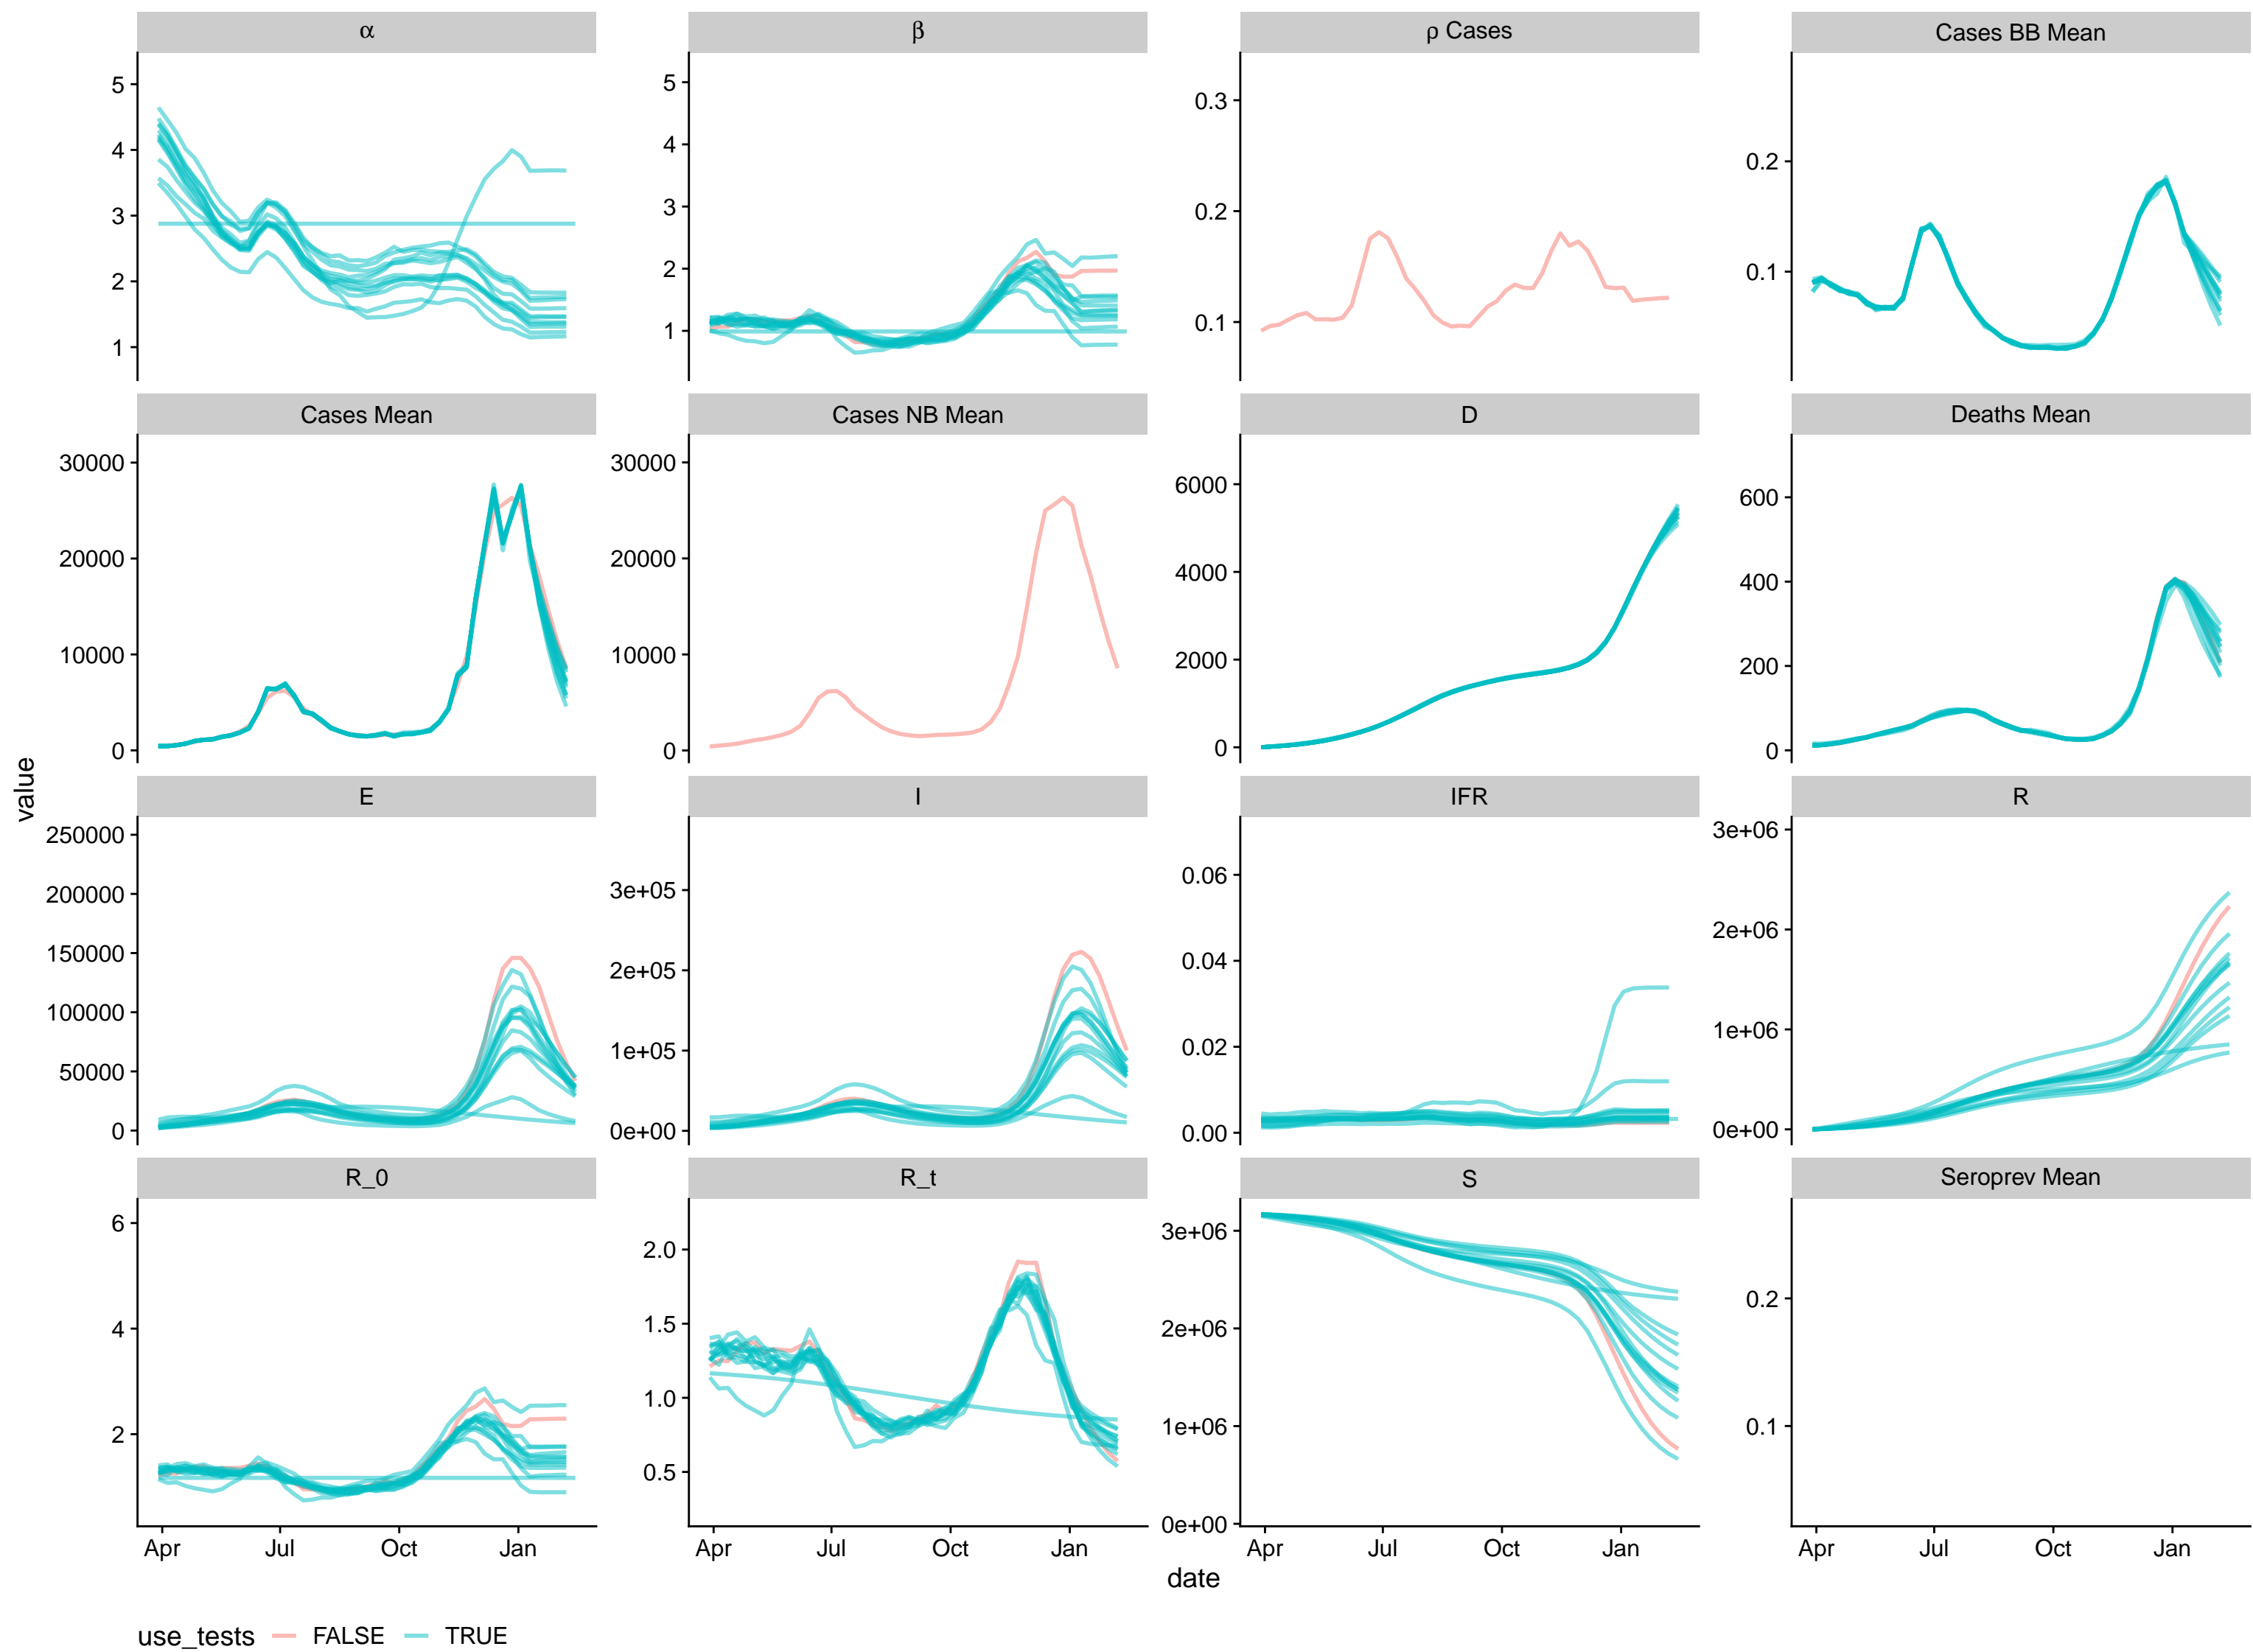 α β ρ Cases Cases BB Mean
5 4 3 2 1
5 4 3 2 1
0.3 0.2 0.1
0.2 0.1
Cases Mean Cases NB Mean D Deaths Mean
30000 20000 10000 0
30000 20000 10000 0
6000 4000 2000 0
600 400 200 0
value
E I IFR R
250000 200000 150000 100000 50000 0
3e+05 2e+05 1e+05 0e+00
0.06 0.04 0.02 0.00
3e+06 2e+06 1e+06 0e+00
R_0 R_t S Seroprev Mean
6 4 2
2.0 1.5 1.0 0.5
3e+06 2e+06 1e+06 0e+00
0.2 0.1
Apr Jul Oct Jan Apr Jul Oct Jan Apr Jul Oct Jan Apr Jul Oct Jan
date
use_tests FALSE TRUE